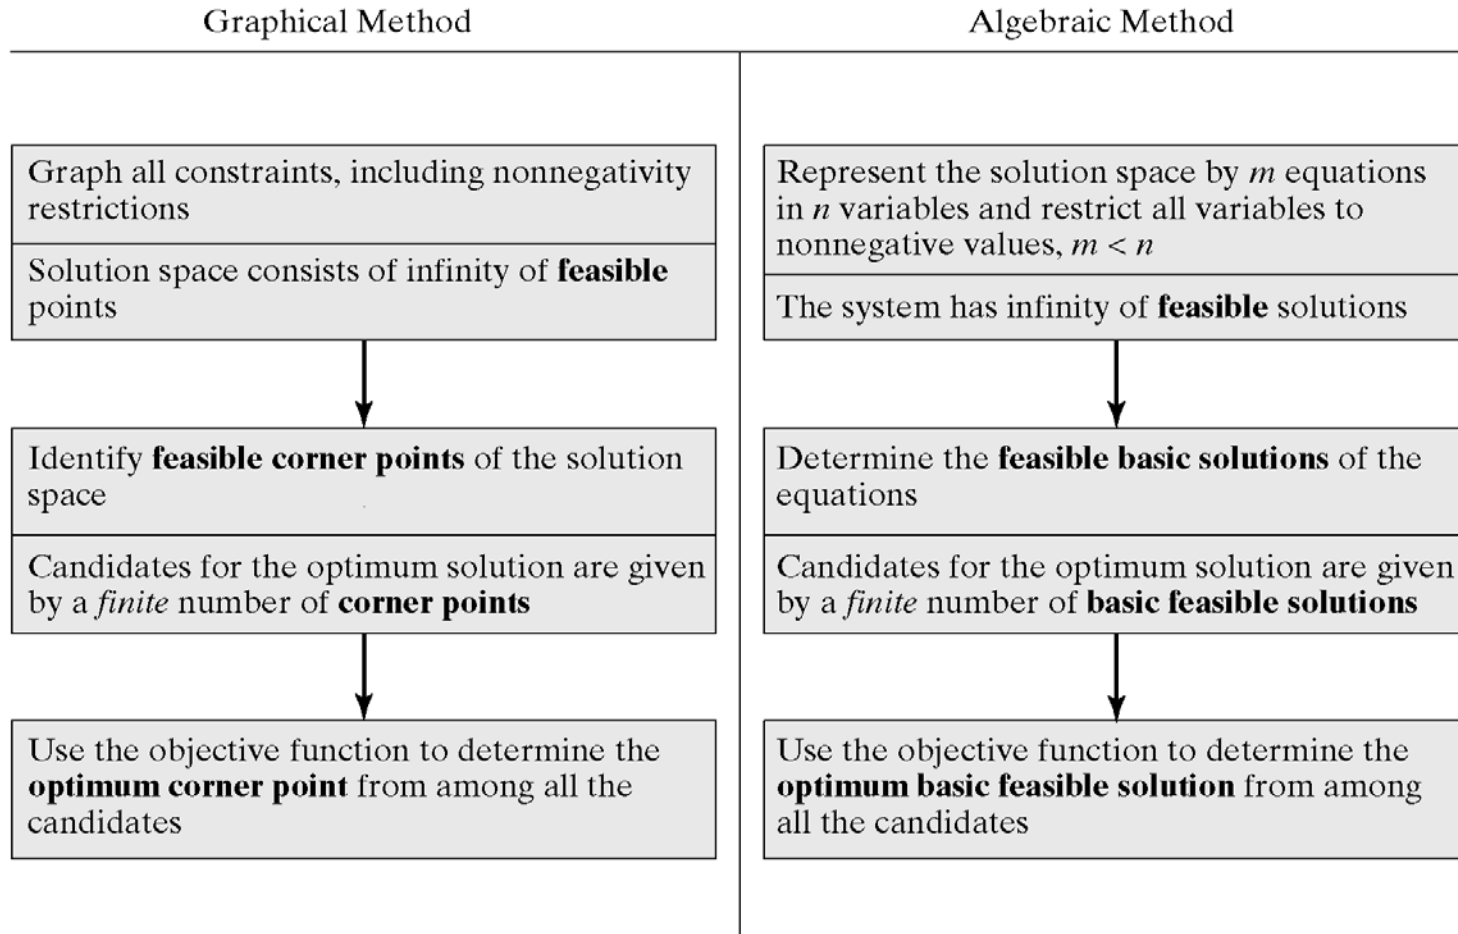 Graphical Method
Algebraic Method
Graph all constraints, including nonnegativity
restrictions
Solution space consists of infinity of feasible
points
Identify feasible corner points of the solution
space
Candidates for the optimum solution are given
by a finite number of corner points
Use the objective function to determine the
optimum corner point from among all the
candidates
Represent the solution space by m equations
in n variables and restrict all variables to
nonnegative values, m < n
The system has infinity of feasible solutions
Determine the feasible basic solutions of the
equations
Candidates for the optimum solution are given
by a finite number of basic feasible solutions
Use the objective function to determine the
optimum basic feasible solution from among
all the candidates